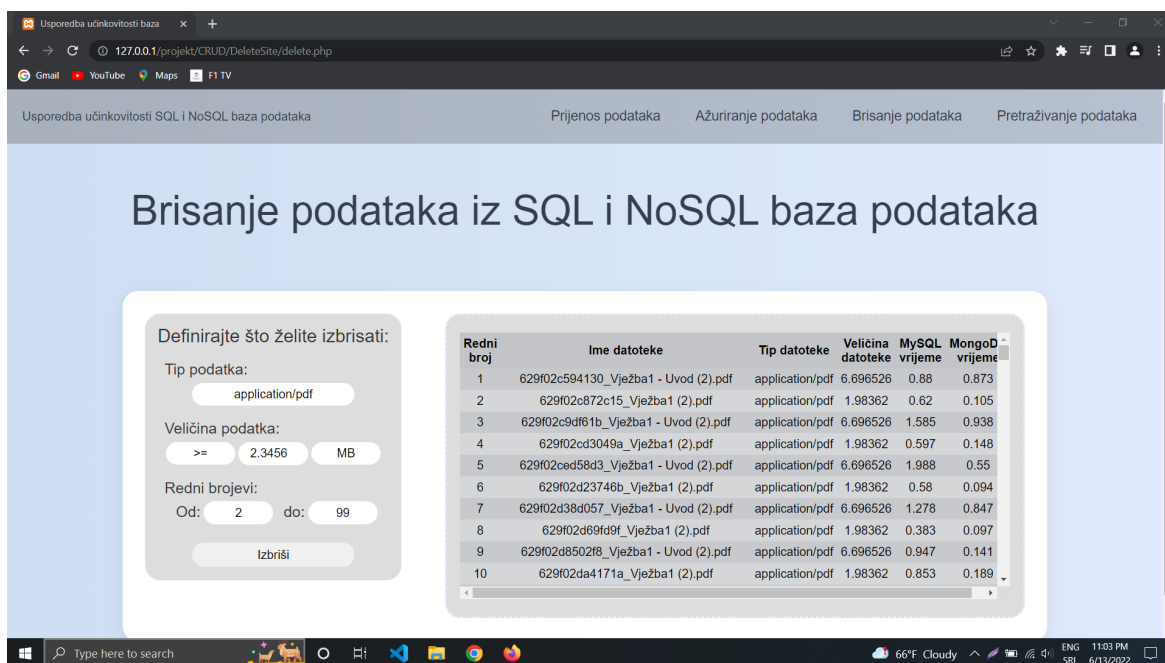 Usporedba učinkovitosti baza
127.0.0.1/projekt/CRUD/DeleteSite/delete.php
Gmail YouTube Maps F1 TV
Usporedba učinkovitosti SQL i NoSQL baza podataka Prijenos podataka Ažuriranje podataka Brisanje podataka Pretraživanje podataka
Brisanje podataka iz SQL i NoSQL baza podataka
Definirajte što želite izbrisati:
Tip podatka:
application/pdf
Veličina podatka:
>= 2.3456 MB
Redni brojevi:
Od: 2 do: 99
Izbriši
Redni broj Ime datoteke Tip datoteke Veličina datoteke MySQL vrijeme MongoD vrijeme
1 629f02c594130_Vježba1 - Uvod (2).pdf application/pdf 6.696526 0.88 0.873
2 629f02c872c15_Vježba1 (2).pdf application/pdf 1.98362 0.62 0.105
3 629f02c9df61b_Vježba1 - Uvod (2).pdf application/pdf 6.696526 1.585 0.938
4 629f02cd3049a_Vježba1 (2).pdf application/pdf 1.98362 0.597 0.148
5 629f02ced58d3_Vježba1 - Uvod (2).pdf application/pdf 6.696526 1.988 0.55
6 629f02d23746b_Vježba1 (2).pdf application/pdf 1.98362 0.58 0.094
7 629f02d38d057_Vježba1 - Uvod (2).pdf application/pdf 6.696526 1.278 0.847
8 629f02d69fd9f_Vježba1 (2).pdf application/pdf 1.98362 0.383 0.097
9 629f02d8502f8_Vježba1 - Uvod (2).pdf application/pdf 6.696526 0.947 0.141
10 629f02da4171a_Vježba1 (2).pdf application/pdf 1.98362 0.853 0.189
Type here to search
66°F Cloudy
ENG
SRL
11:03 PM
6/13/2022